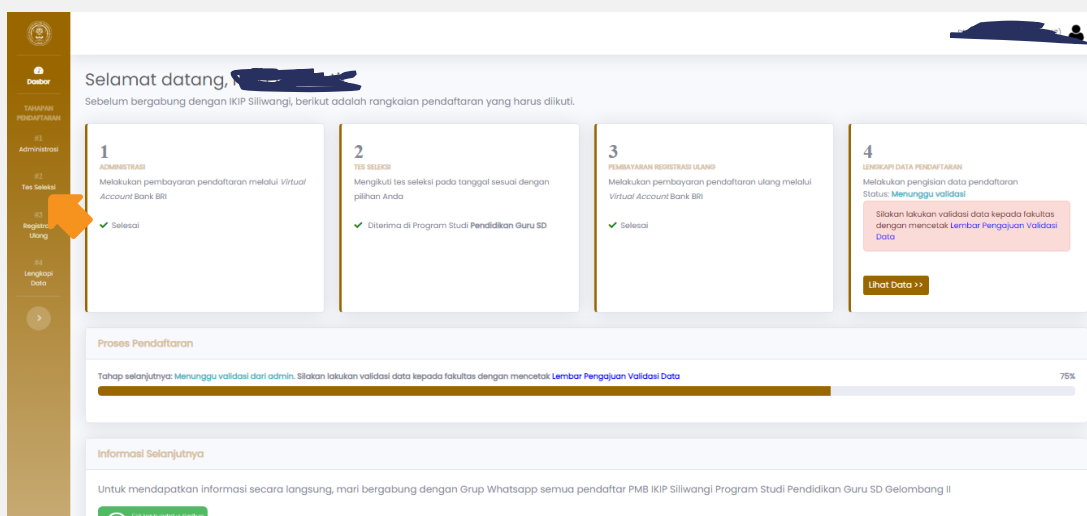 Dasbor
TAHAPAN
PENDAFTARAN
#1
Administrasi
#2
Tes Seleksi
#3
Ulang
#4
Lengkapi
Data
Selamat datang,
Sebelum bergabung dengan IKIP Siliwangi, berikut adalah rangkaian pendaftaran yang harus diikuti.
1
ADMINISTRASI
Melakukan pembayaran pendaftaran melalui Virtual
Account Bank BRI
Selesai
2
TES SELEKSI
Mengikuti tes seleksi pada tanggal sesuai dengan
pilihan Anda
Diterima di Program Studi Pendidikan Guru SD
3
PEMBAYARAN REGISTRASI ULANG
Melakukan pembayaran pendaftaran ulang melalui
Virtual Account Bank BRI
Selesai
4
LENGKAPI DATA PENDAFTARAN
Melakukan pengisian data pendaftaran
Status: Menunggu validasi
Silakan lakukan validasi data kepada fakultas
dengan mencetak Lembar Pengajuan Validasi
Data
Lihat Data >>
Proses Pendaftaran
Tahap selanjutnya: Menunggu validasi dari admin. Silakan lakukan validasi data kepada fakultas dengan mencetak Lembar Pengajuan Validasi Data
75%
Informasi Selanjutnya
Untuk mendapatkan informasi secara langsung, mari bergabung dengan Grup Whatsapp semua pendaftar PMB IKIP Siliwangi Program Studi Pendidikan Guru SD Gelombang II